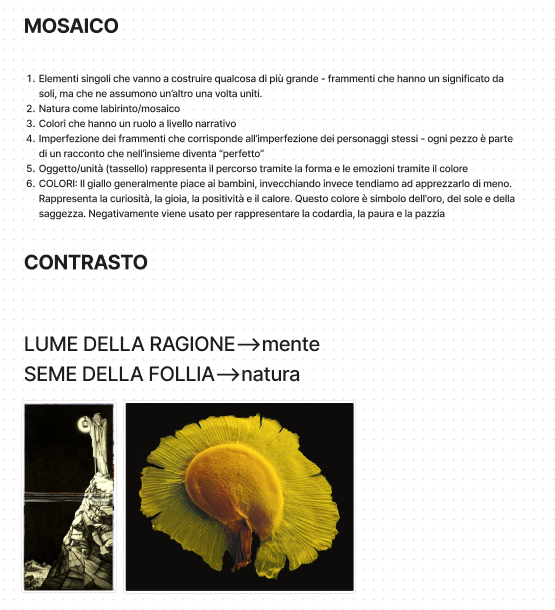 MOSAICO
1. Elementi singoli che vanno a costruire qualcosa di più grande - frammenti che hanno un significato da
soli, ma che ne assumono un'altro una volta uniti.
2. Natura come labirinto/mosaico
3. Colori che hanno un ruolo a livello narrativo
4. Imperfezione dei frammenti che corrisponde all'imperfezione dei personaggi stessi - ogni pezzo è parte
di un racconto che nell'insieme diventa “perfetto”
5. Oggetto/unità (tassello) rappresenta il percorso tramite la forma e le emozioni tramite il colore
6. COLORI: Il giallo generalmente piace ai bambini, invecchiando invece tendiamo ad apprezzarlo di meno.
Rappresenta la curiosità, la gioia, la positività e il calore. Questo colore è simbolo dell'oro, del sole e della
saggezza. Negativamente viene usato per rappresentare la codardia, la paura e la pazzia
CONTRASTO
LUME DELLA RAGIONE→mente
SEME DELLA FOLLIA→natura